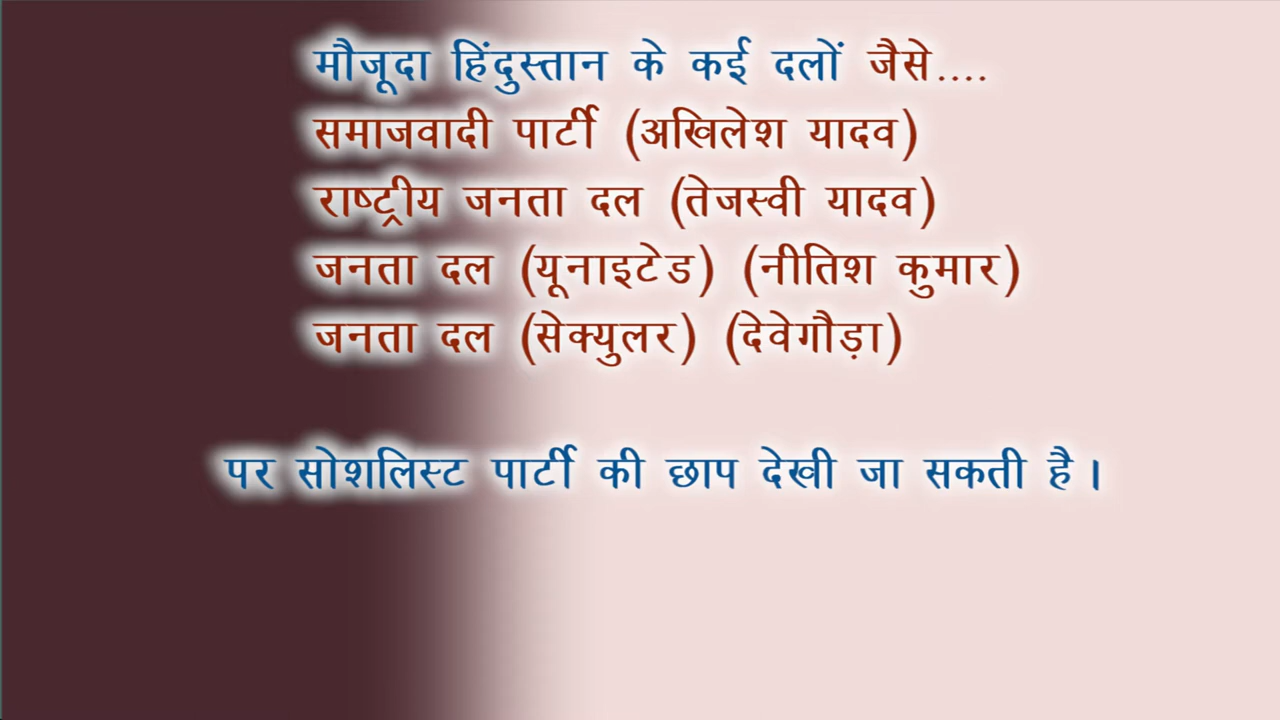 मौजूदा हिंदुस्तान के कई दलों जैसे....
समाजवादी पार्टी (अखिलेश यादव)
राष्ट्रीय जनता दल (तेजस्वी यादव)
जनता दल (यूनाइटेड) (नीतिश कुमार)
जनता दल (सेक्युलर) (देवेगौड़ा)
पर सोशलिस्ट पार्टी की छाप देखी जा सकती है।